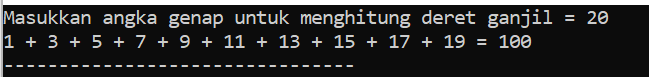 Masukkan angka genap untuk menghitung deret ganjil = 20
1 + 3 + 5 + 7 + 9 + 11 + 13 + 15 + 17 + 19 = 100
--------------------------------